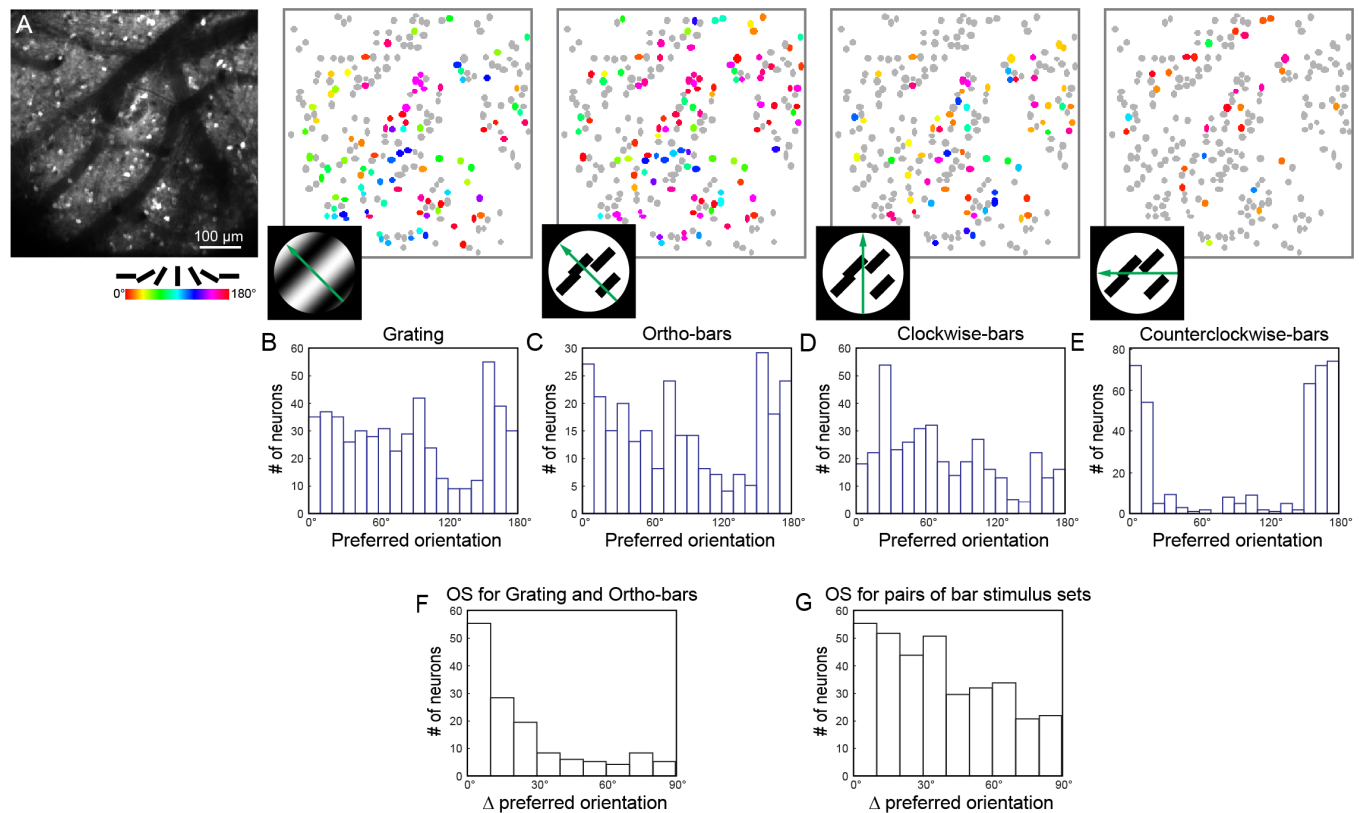 A
100 µm
0° 180°
B Grating
C Ortho-bars
D Clockwise-bars
E Counterclockwise-bars
# of neurons
60
50
40
30
20
10
0
0° 60° 120° 180°
Preferred orientation
# of neurons
30
25
20
15
10
5
0
0° 60° 120° 180°
Preferred orientation
# of neurons
60
50
40
30
20
10
0
0° 60° 120° 180°
Preferred orientation
# of neurons
80
60
40
20
0
0° 60° 120° 180°
Preferred orientation
F OS for Grating and Ortho-bars
# of neurons
60
50
40
30
20
10
0
0° 30° 60° 90°
Δ preferred orientation
G OS for pairs of bar stimulus sets
# of neurons
60
50
40
30
20
10
0
0° 30° 60° 90°
Δ preferred orientation